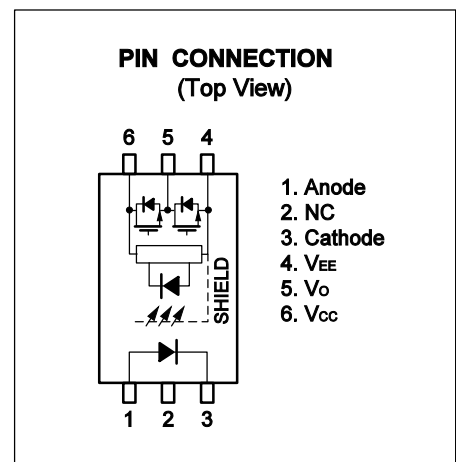 PIN CONNECTION
(Top View)
6 5 4
1. Anode
2. NC
3. Cathode
4. VEE
5. Vo
6. Vcc
SHIELD
1 2 3